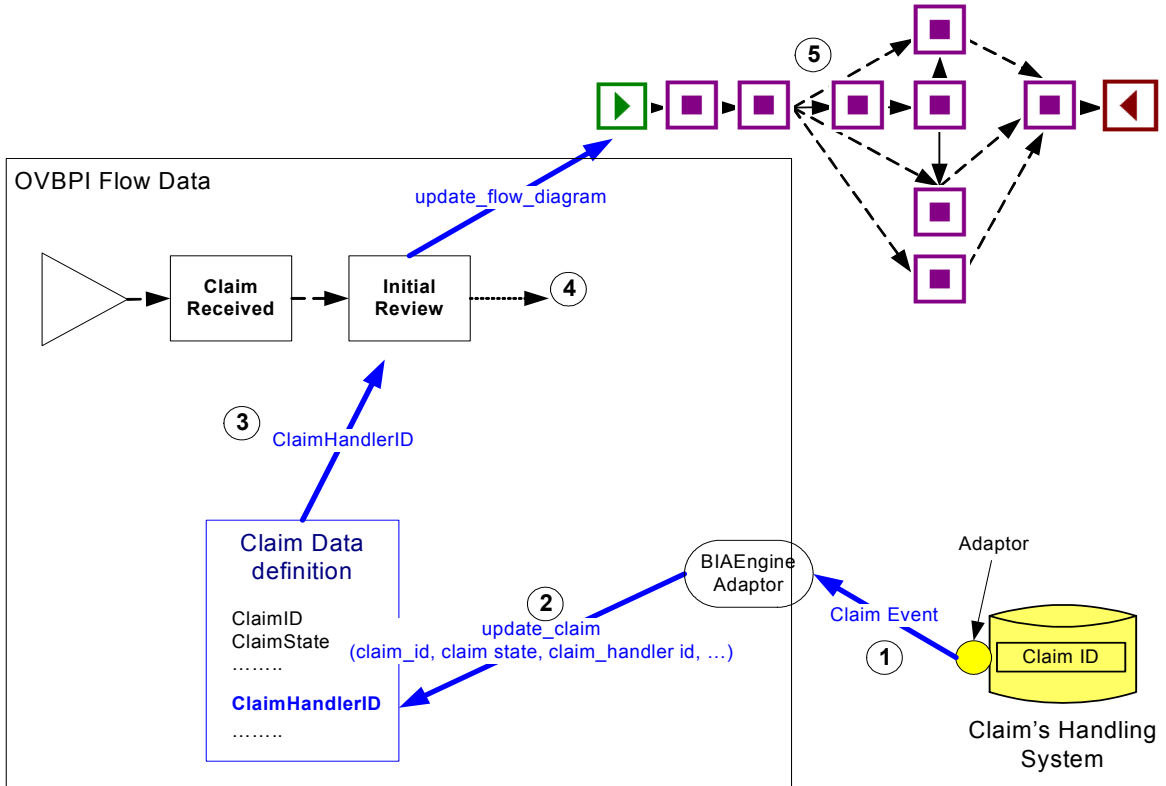 5
OVBPI Flow Data
update_flow_diagram
Claim
Received
Initial
Review
4
3
ClaimHandlerID
Claim Data
definition
ClaimID
ClaimState
……..
ClaimHandlerID
……..
2
update_claim
(claim_id, claim state, claim_handler id, …)
BIAEngine
Adaptor
Claim Event
1
Adaptor
Claim ID
Claim's Handling
System